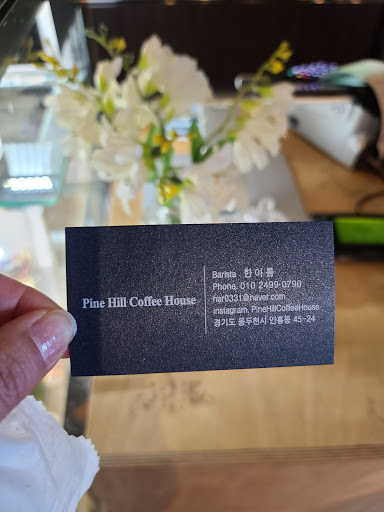 Pine Hill Coffee House
Barista 한아름
Phone. 010 2499-0790
har0331@naver.com
instagram. PineHillCoffeeHouse
경기도 동두천시 안흥동 45-24